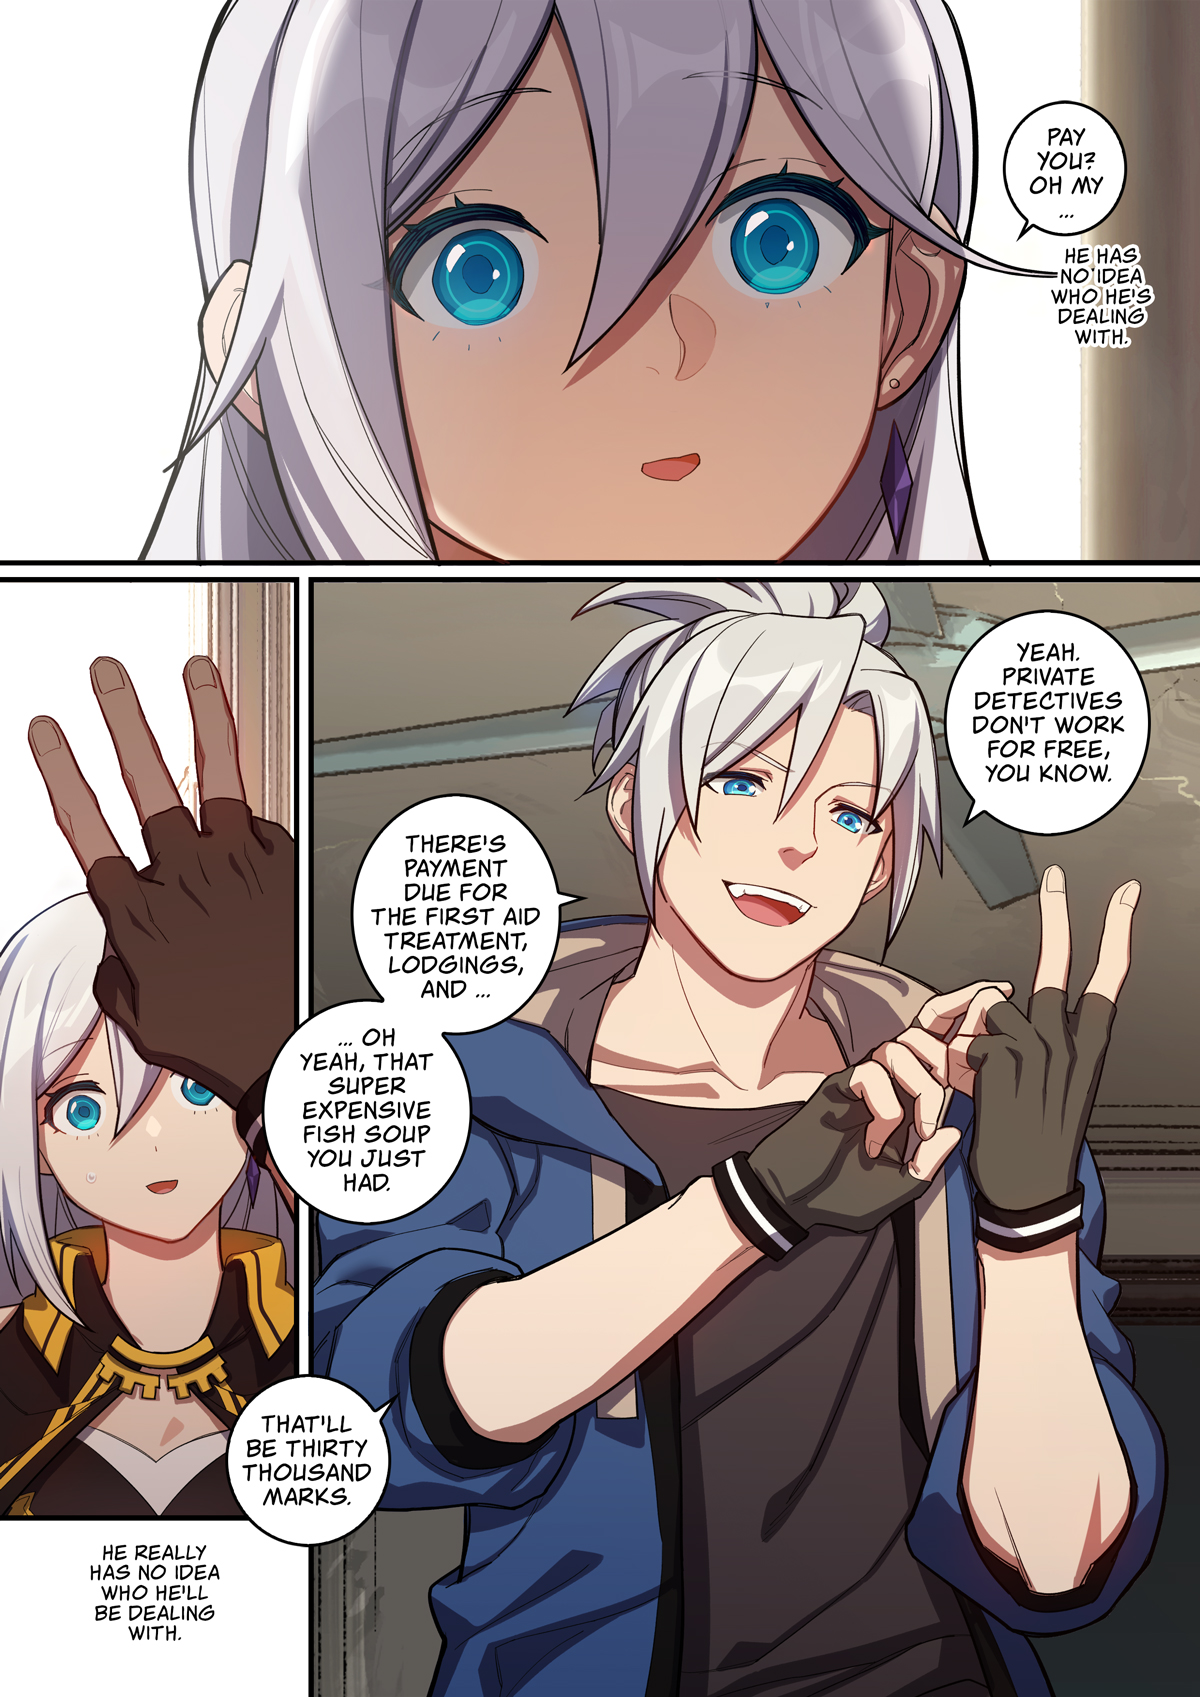 PAY
YOU?
OH MY
...
HE HAS
NO IDEA
WHO HE'S
DEALING
WITH.
YEAH.
PRIVATE
DETECTIVES
DON'T WORK
FOR FREE,
YOU KNOW.
THERE'S
PAYMENT
DUE FOR
THE FIRST AID
TREATMENT,
LODGINGS,
AND ...
... OH
YEAH, THAT
SUPER
EXPENSIVE
FISH SOUP
YOU JUST
HAD.
THAT'LL
BE THIRTY
THOUSAND
MARKS.
HE REALLY
HAS NO IDEA
WHO HE'LL
BE DEALING
WITH.